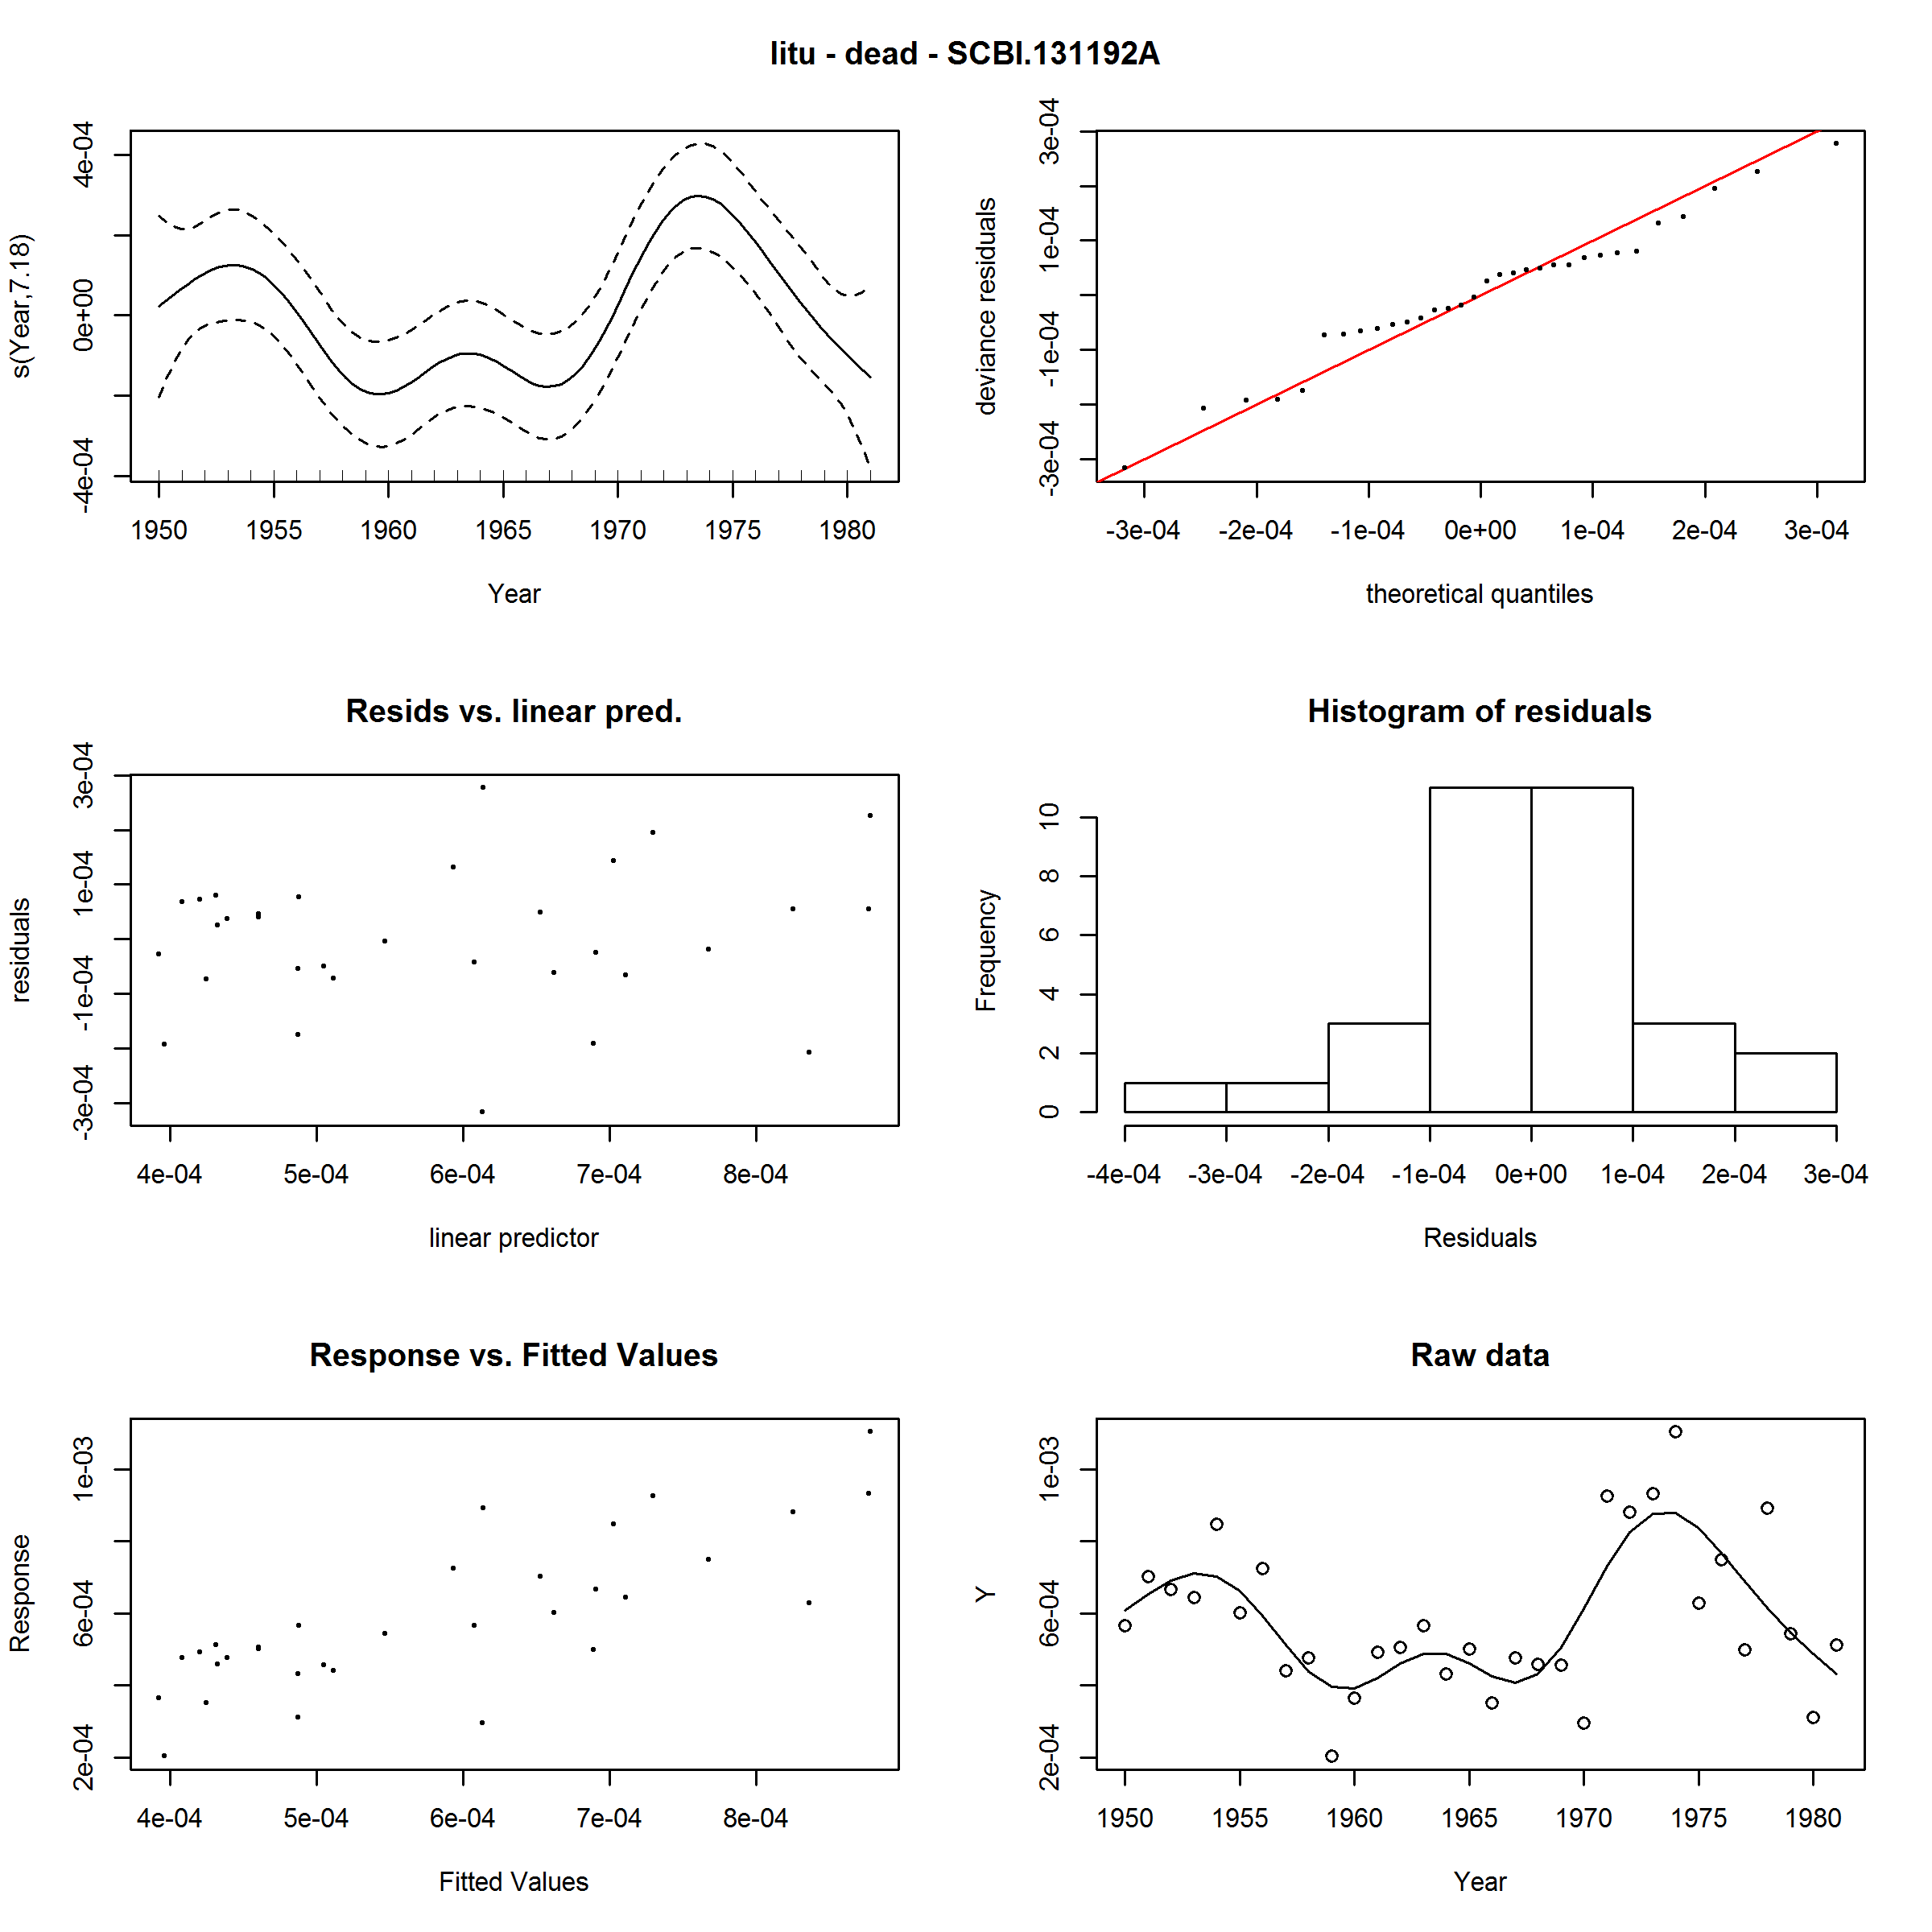 litu - dead - SCBI.131192A
s(Year,7.18)
-4e-04 0e+00 4e-04
1950 1955 1960 1965 1970 1975 1980
Year
deviance residuals
-3e-04 -1e-04 1e-04 3e-04
-3e-04 -2e-04 -1e-04 0e+00 1e-04 2e-04 3e-04
theoretical quantiles
Resids vs. linear pred.
residuals
-3e-04 -1e-04 1e-04 3e-04
4e-04 5e-04 6e-04 7e-04 8e-04
linear predictor
Histogram of residuals
Frequency
0 2 4 6 8 10
-4e-04 -3e-04 -2e-04 -1e-04 0e+00 1e-04 2e-04 3e-04
Residuals
Response vs. Fitted Values
Response
2e-04 6e-04 1e-03
4e-04 5e-04 6e-04 7e-04 8e-04
Fitted Values
Raw data
Y
2e-04 6e-04 1e-03
1950 1955 1960 1965 1970 1975 1980
Year